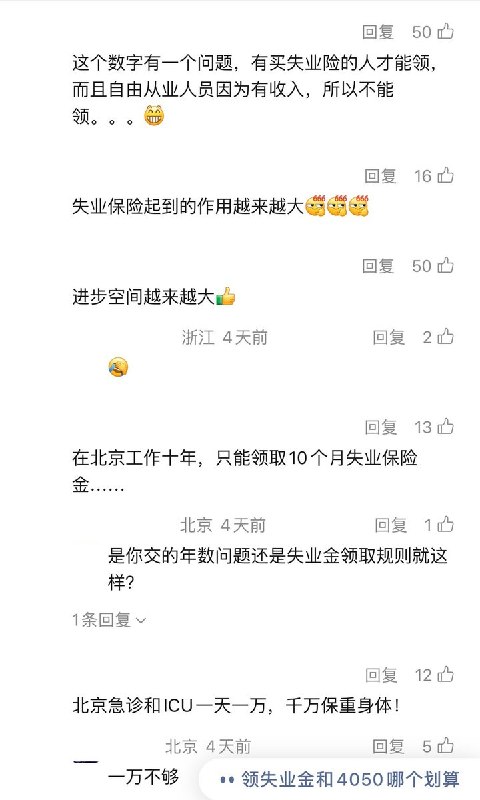 回复 50
这个数字有一个问题，有买失业险的人才能领，
而且自由从业人员因为有收入，所以不能
领。。。
回复 16
失业保险起到的作用越来越大
回复 50
进步空间越来越大
浙江 4天前 回复 2
回复 13
在北京工作十年，只能领取10个月失业保险
金……
北京 4天前 回复 1
是你交的年数问题还是失业金领取规则就这
样？
1条回复
回复 12
北京急诊和ICU一天一万，千万保重身体！
北京 4天前 回复 5
一万不够
领失业金和4050哪个划算